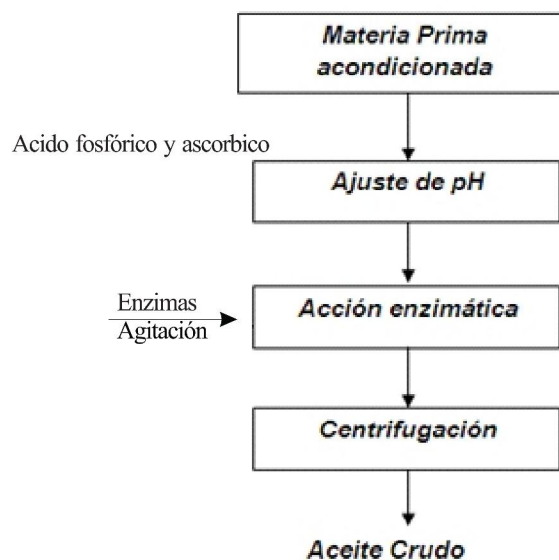 Materia Prima
acondicionada
Acido fosfórico y ascorbico
Ajuste de pH
Enzimas
Agitación
Acción enzimática
Centrifugación
Aceite Crudo